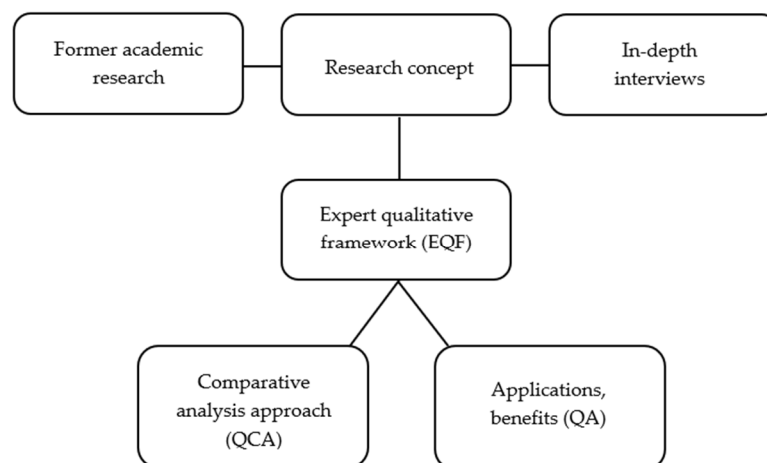 Former academic
research
Research concept
In-depth
interviews
Expert qualitative
framework (EQF)
Comparative
analysis approach
(QCA)
Applications,
benefits (QA)